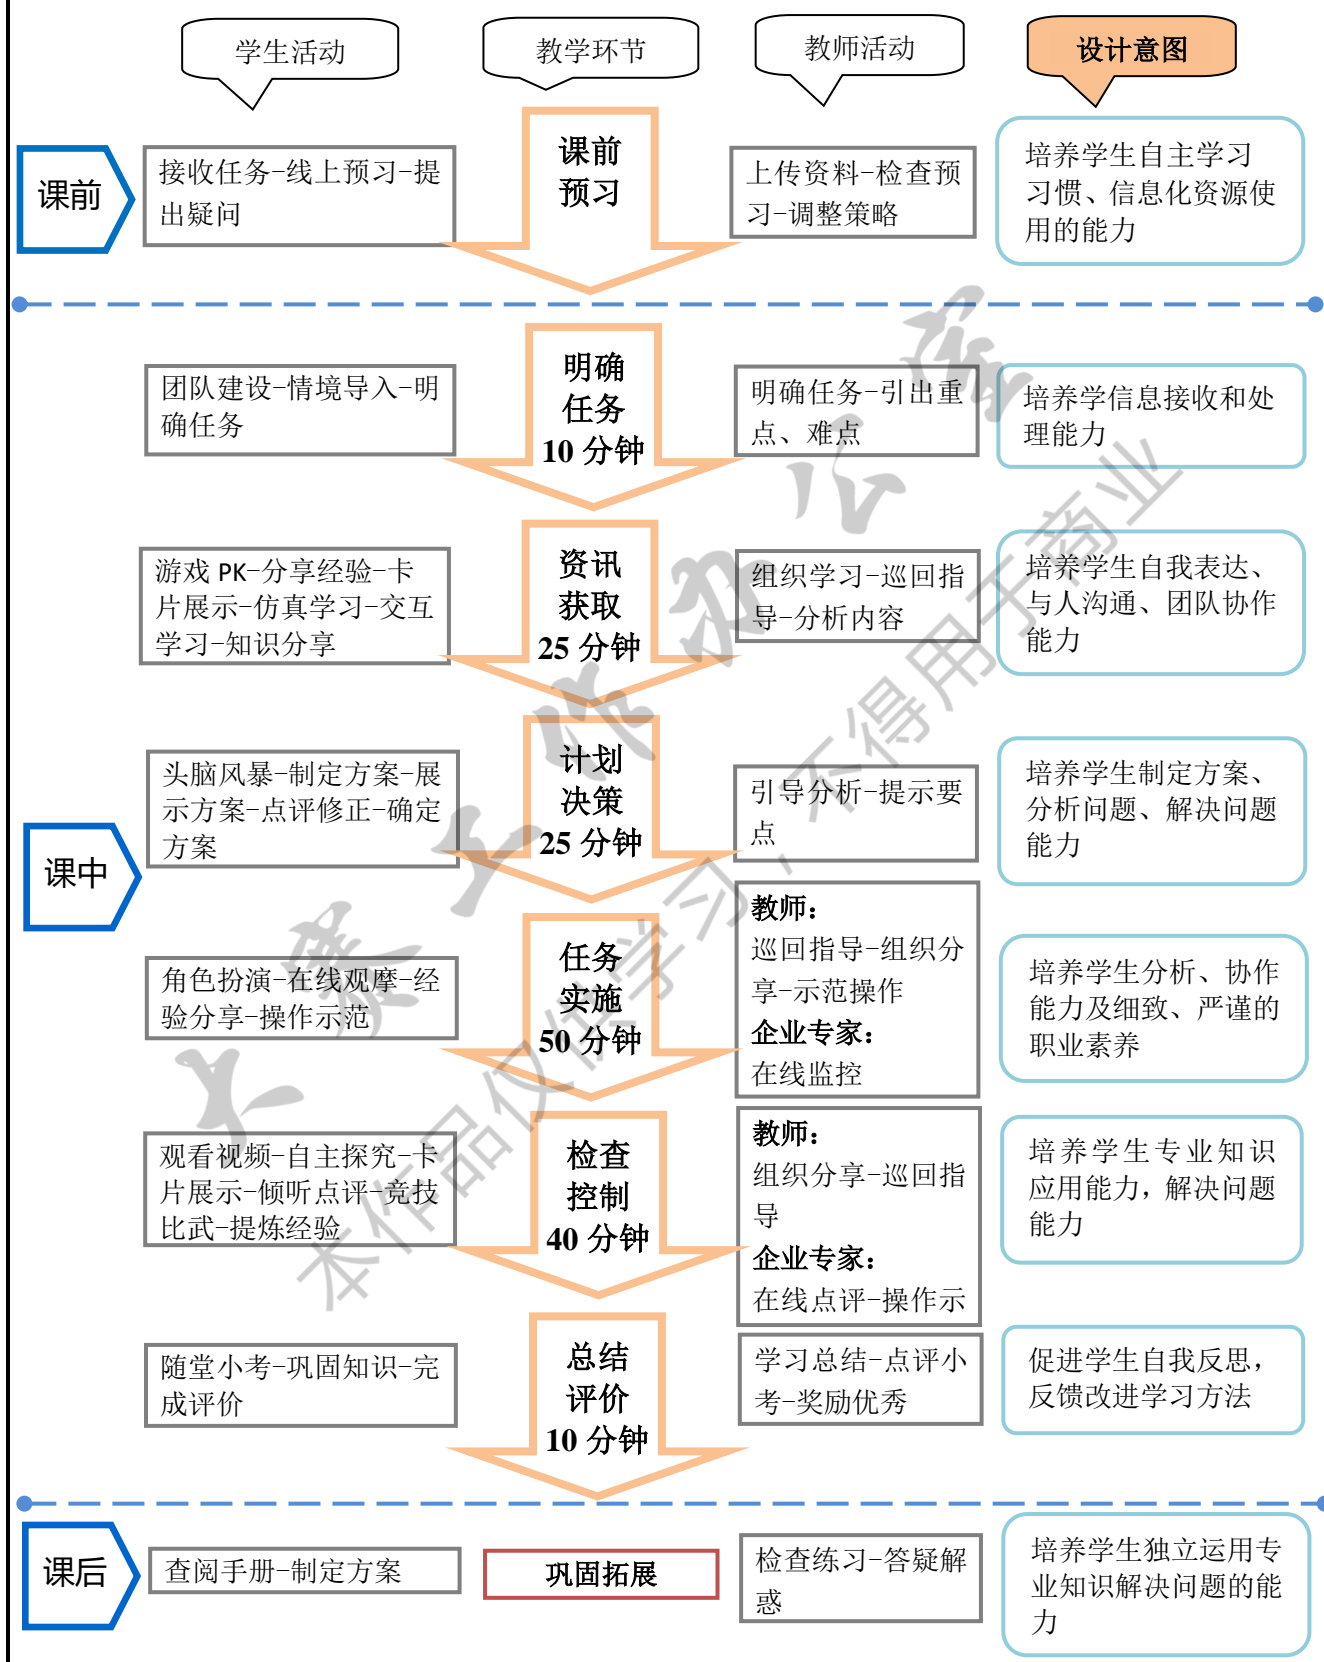 学生活动
教学环节
教师活动
设计意图
课前
接收任务-线上预习-提
出疑问
课前
预习
上传资料-检查预
习-调整策略
培养学生自主学习
习惯、信息化资源使
用的能力
团队建设-情境导入-明
确任务
明确
任务
10 分钟
明确任务-引出重
点、难点
培养学信息接收和处
理能力
游戏 PK-分享经验-卡
片展示-仿真学习-交互
学习-知识分享
资讯
获取
25 分钟
组织学习-巡回指
导-分析内容
培养学生自我表达、
与人沟通、团队协作
能力
课中
头脑风暴-制定方案-展
示方案-点评修正-确定
方案
计划
决策
25 分钟
引导分析-提示要
点
培养学生制定方案、
分析问题、解决问题
能力
角色扮演-在线观摩-经
验分享-操作示范
任务
实施
50 分钟
教师：
巡回指导-组织分
享-示范操作
企业专家：
在线监控
培养学生分析、协作
能力及细致、严谨的
职业素养
观看视频-自主探究-卡
片展示-倾听点评-竞技
比武-提炼经验
检查
控制
40 分钟
教师：
组织分享-巡回指
导
企业专家：
在线点评-操作示
培养学生专业知识
应用能力，解决问题
能力
随堂小考-巩固知识-完
成评价
总结
评价
10 分钟
学习总结-点评小
考-奖励优秀
促进学生自我反思，
反馈改进学习方法
课后
查阅手册-制定方案
巩固拓展
检查练习-答疑解
惑
培养学生独立运用专
业知识解决问题的能
力
大寨工作办公室
本作品仅供学习，不得用于商业